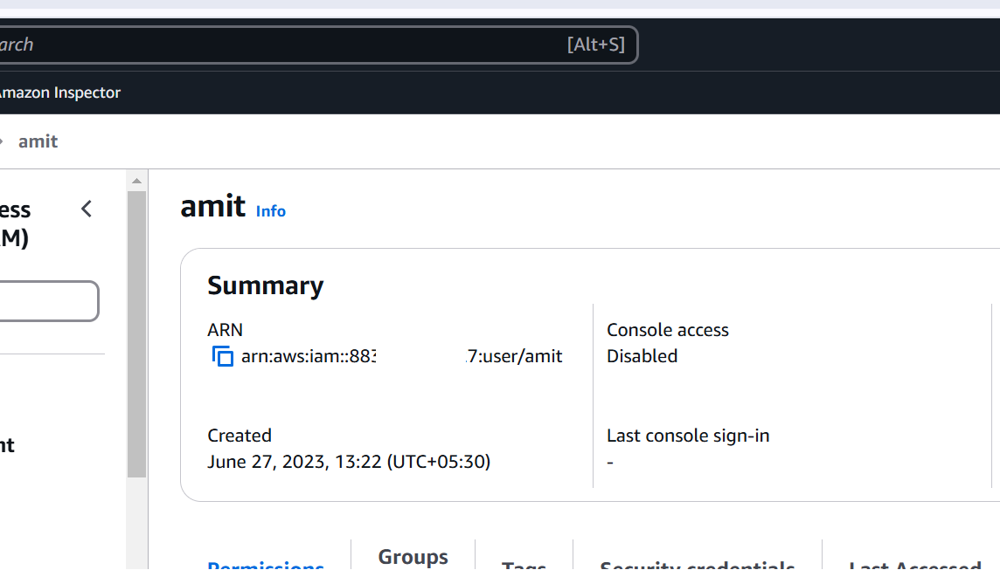 arch [Alt+S]
Amazon Inspector
amit
ess
M)
amit Info
Summary
ARN
arn:aws:iam::883 7:user/amit
Console access
Disabled
Created
June 27, 2023, 13:22 (UTC+05:30)
Last console sign-in
-
nt
Permissions Groups Tags Security credentials Last Accessed